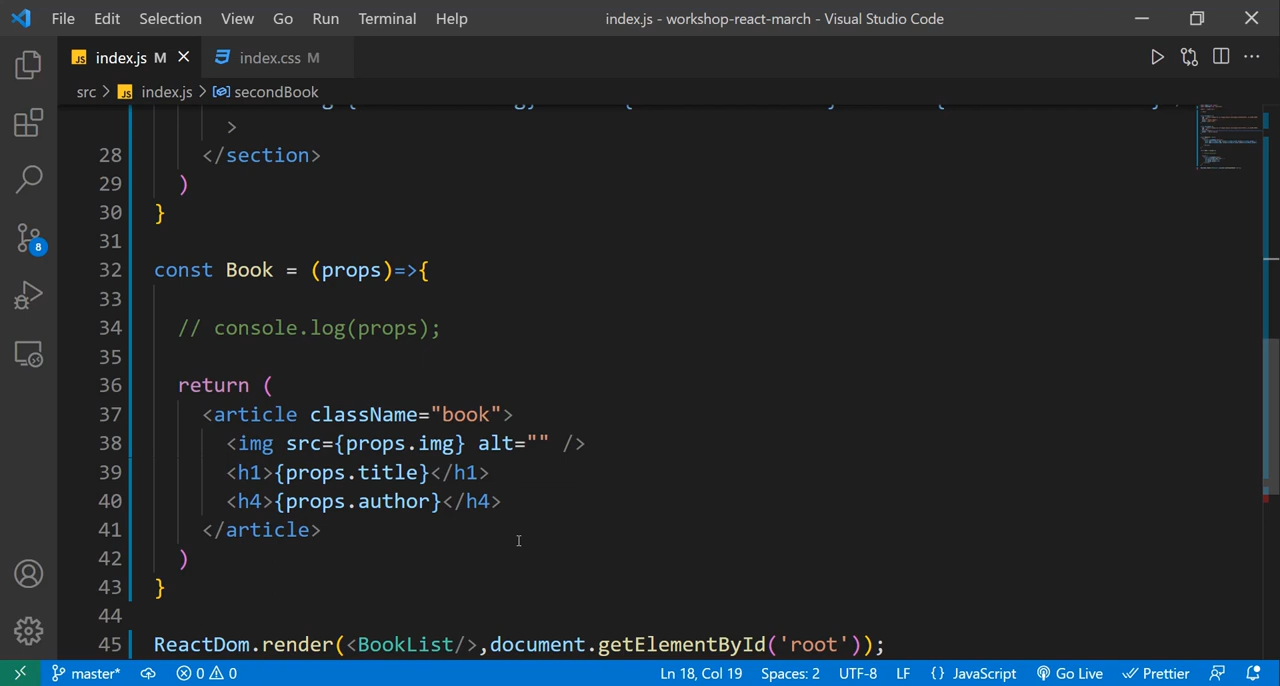 File Edit Selection View Go Run Terminal Help index.js - workshop-react-march - Visual Studio Code
JS index.js M index.css M
src > JS index.js > secondBook
>
28 </section>
29 )
30 }
31
32 const Book = (props)=>{
33
34 // console.log(props);
35
36 return (
37 <article className="book">
38 <img src={props.img} alt="" />
39 <h1>{props.title}</h1>
40 <h4>{props.author}</h4>
41 </article>
42 )
43 }
44
45 ReactDom.render(<BookList/>,document.getElementById('root'));
8
master* 0 0 Ln 18, Col 19 Spaces: 2 UTF-8 LF {} JavaScript Go Live Prettier